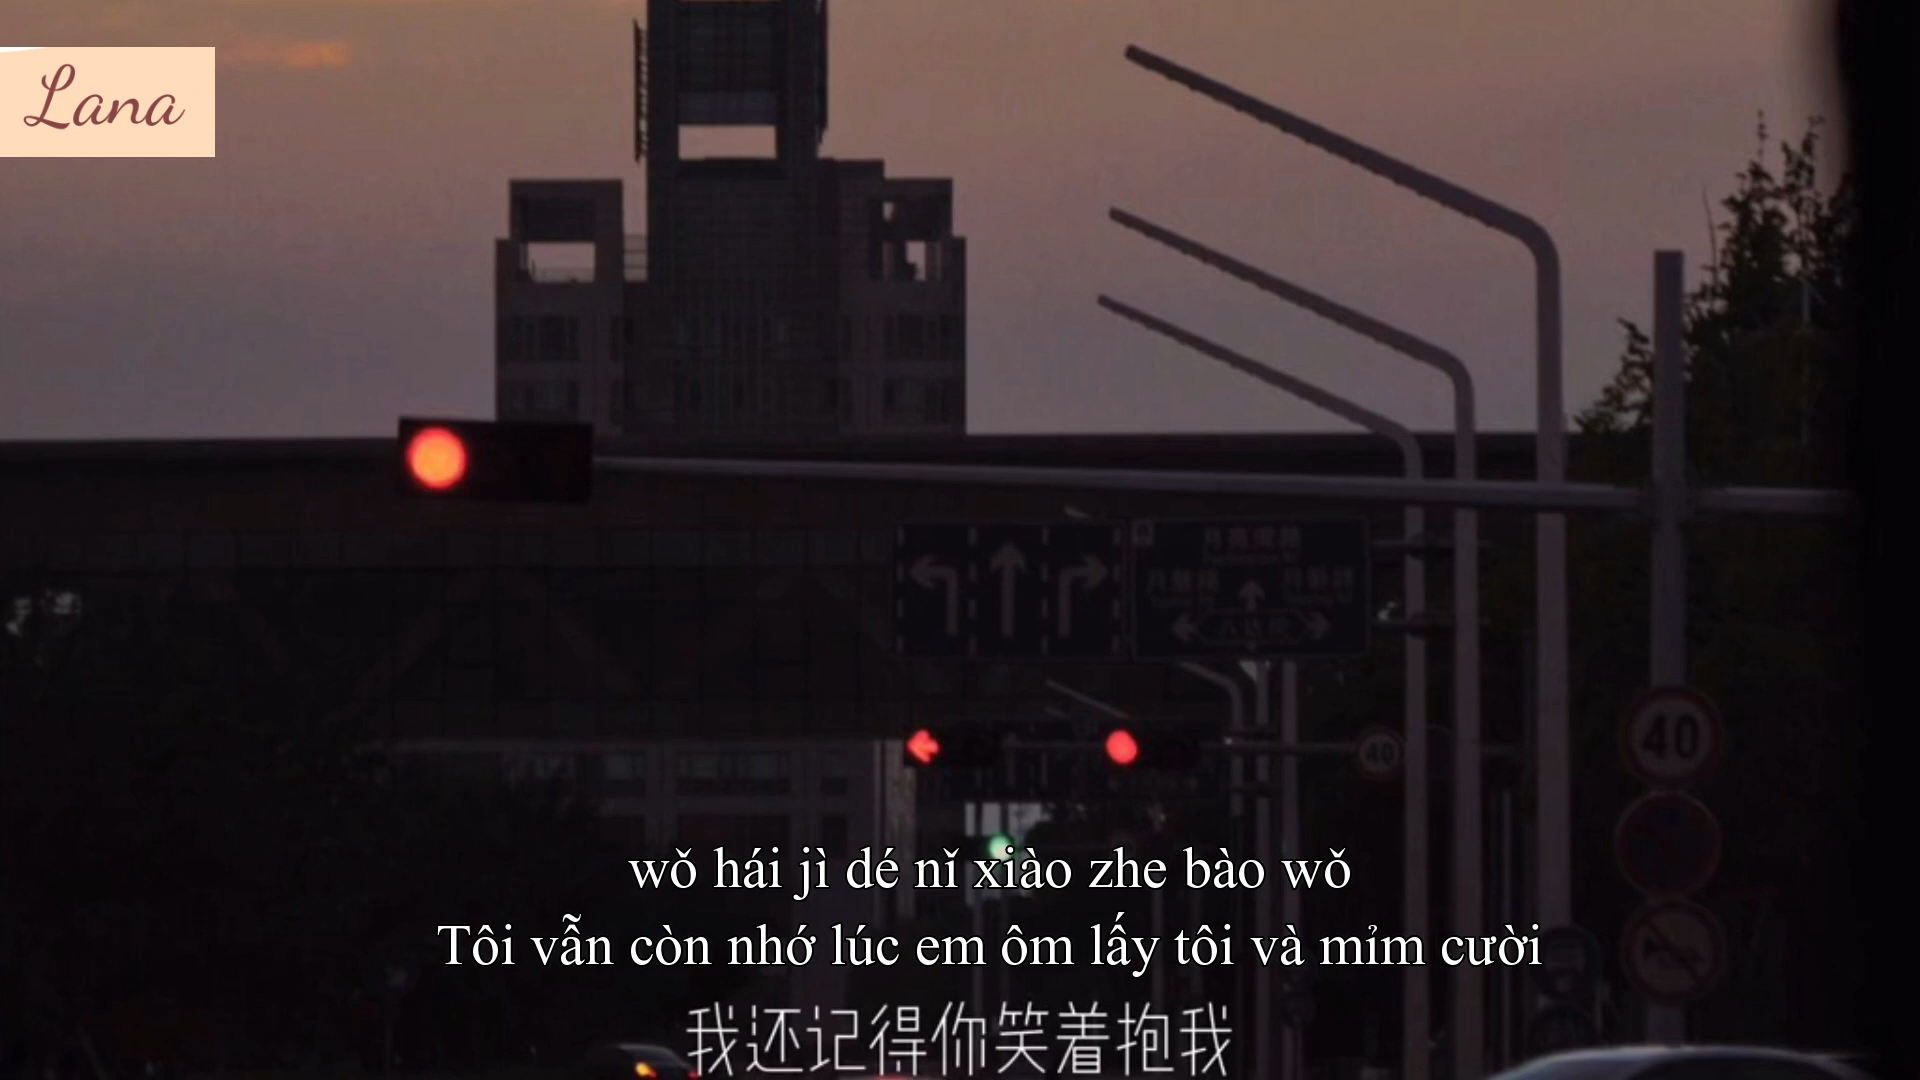 Lana
40
40
wǒ hái jì dé nǐ xiào zhe bào wǒ
Tôi vẫn còn nhớ lúc em ôm lấy tôi và mỉm cười
我还记得你笑着抱我